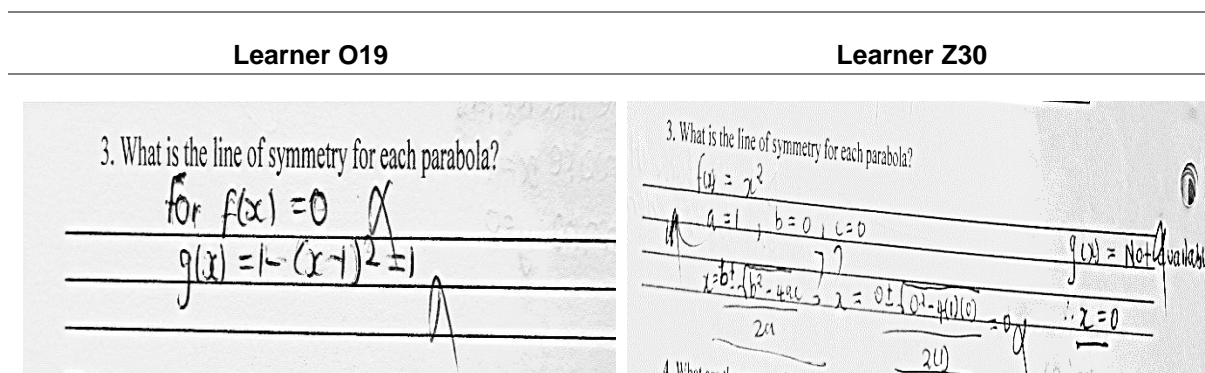 Learner O19
Learner Z30
3. What is the line of symmetry for each parabola?
for f(x) = 0
g(x) = 1 - (x-1)² = 1
3. What is the line of symmetry for each parabola?
f(x) = x²
a = 1, b = 0, c = 0
g(x) = Not
x = b ± √b² - 4ac, x = 0 ± √0² - 4(1)(0) = 0
2a
2(1)
∴ x = 0